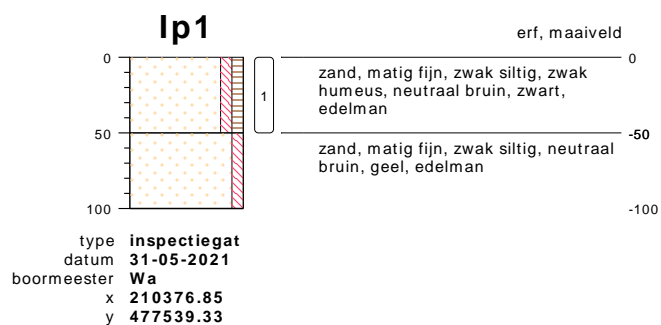 Ip1
erf, maaiveld
0
0
zand, matig fijn, zwak siltig, zwak
humeus, neutraal bruin, zwart,
edelman
1
50
-50
zand, matig fijn, zwak siltig, neutraal
bruin, geel, edelman
100
-100
type inspectiegat
datum 31-05-2021
boormeester Wa
x 210376.85
y 477539.33